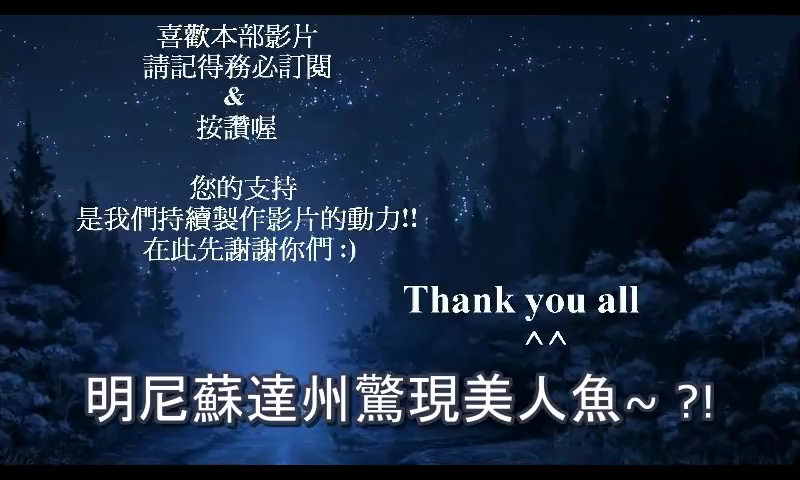 喜歡本部影片
請記得務必訂閱
&
按讚喔
您的支持
是我們持續製作影片的動力!!
在此先謝謝你們 :)
Thank you all
^^
明尼蘇達州驚現美人魚~ ?!